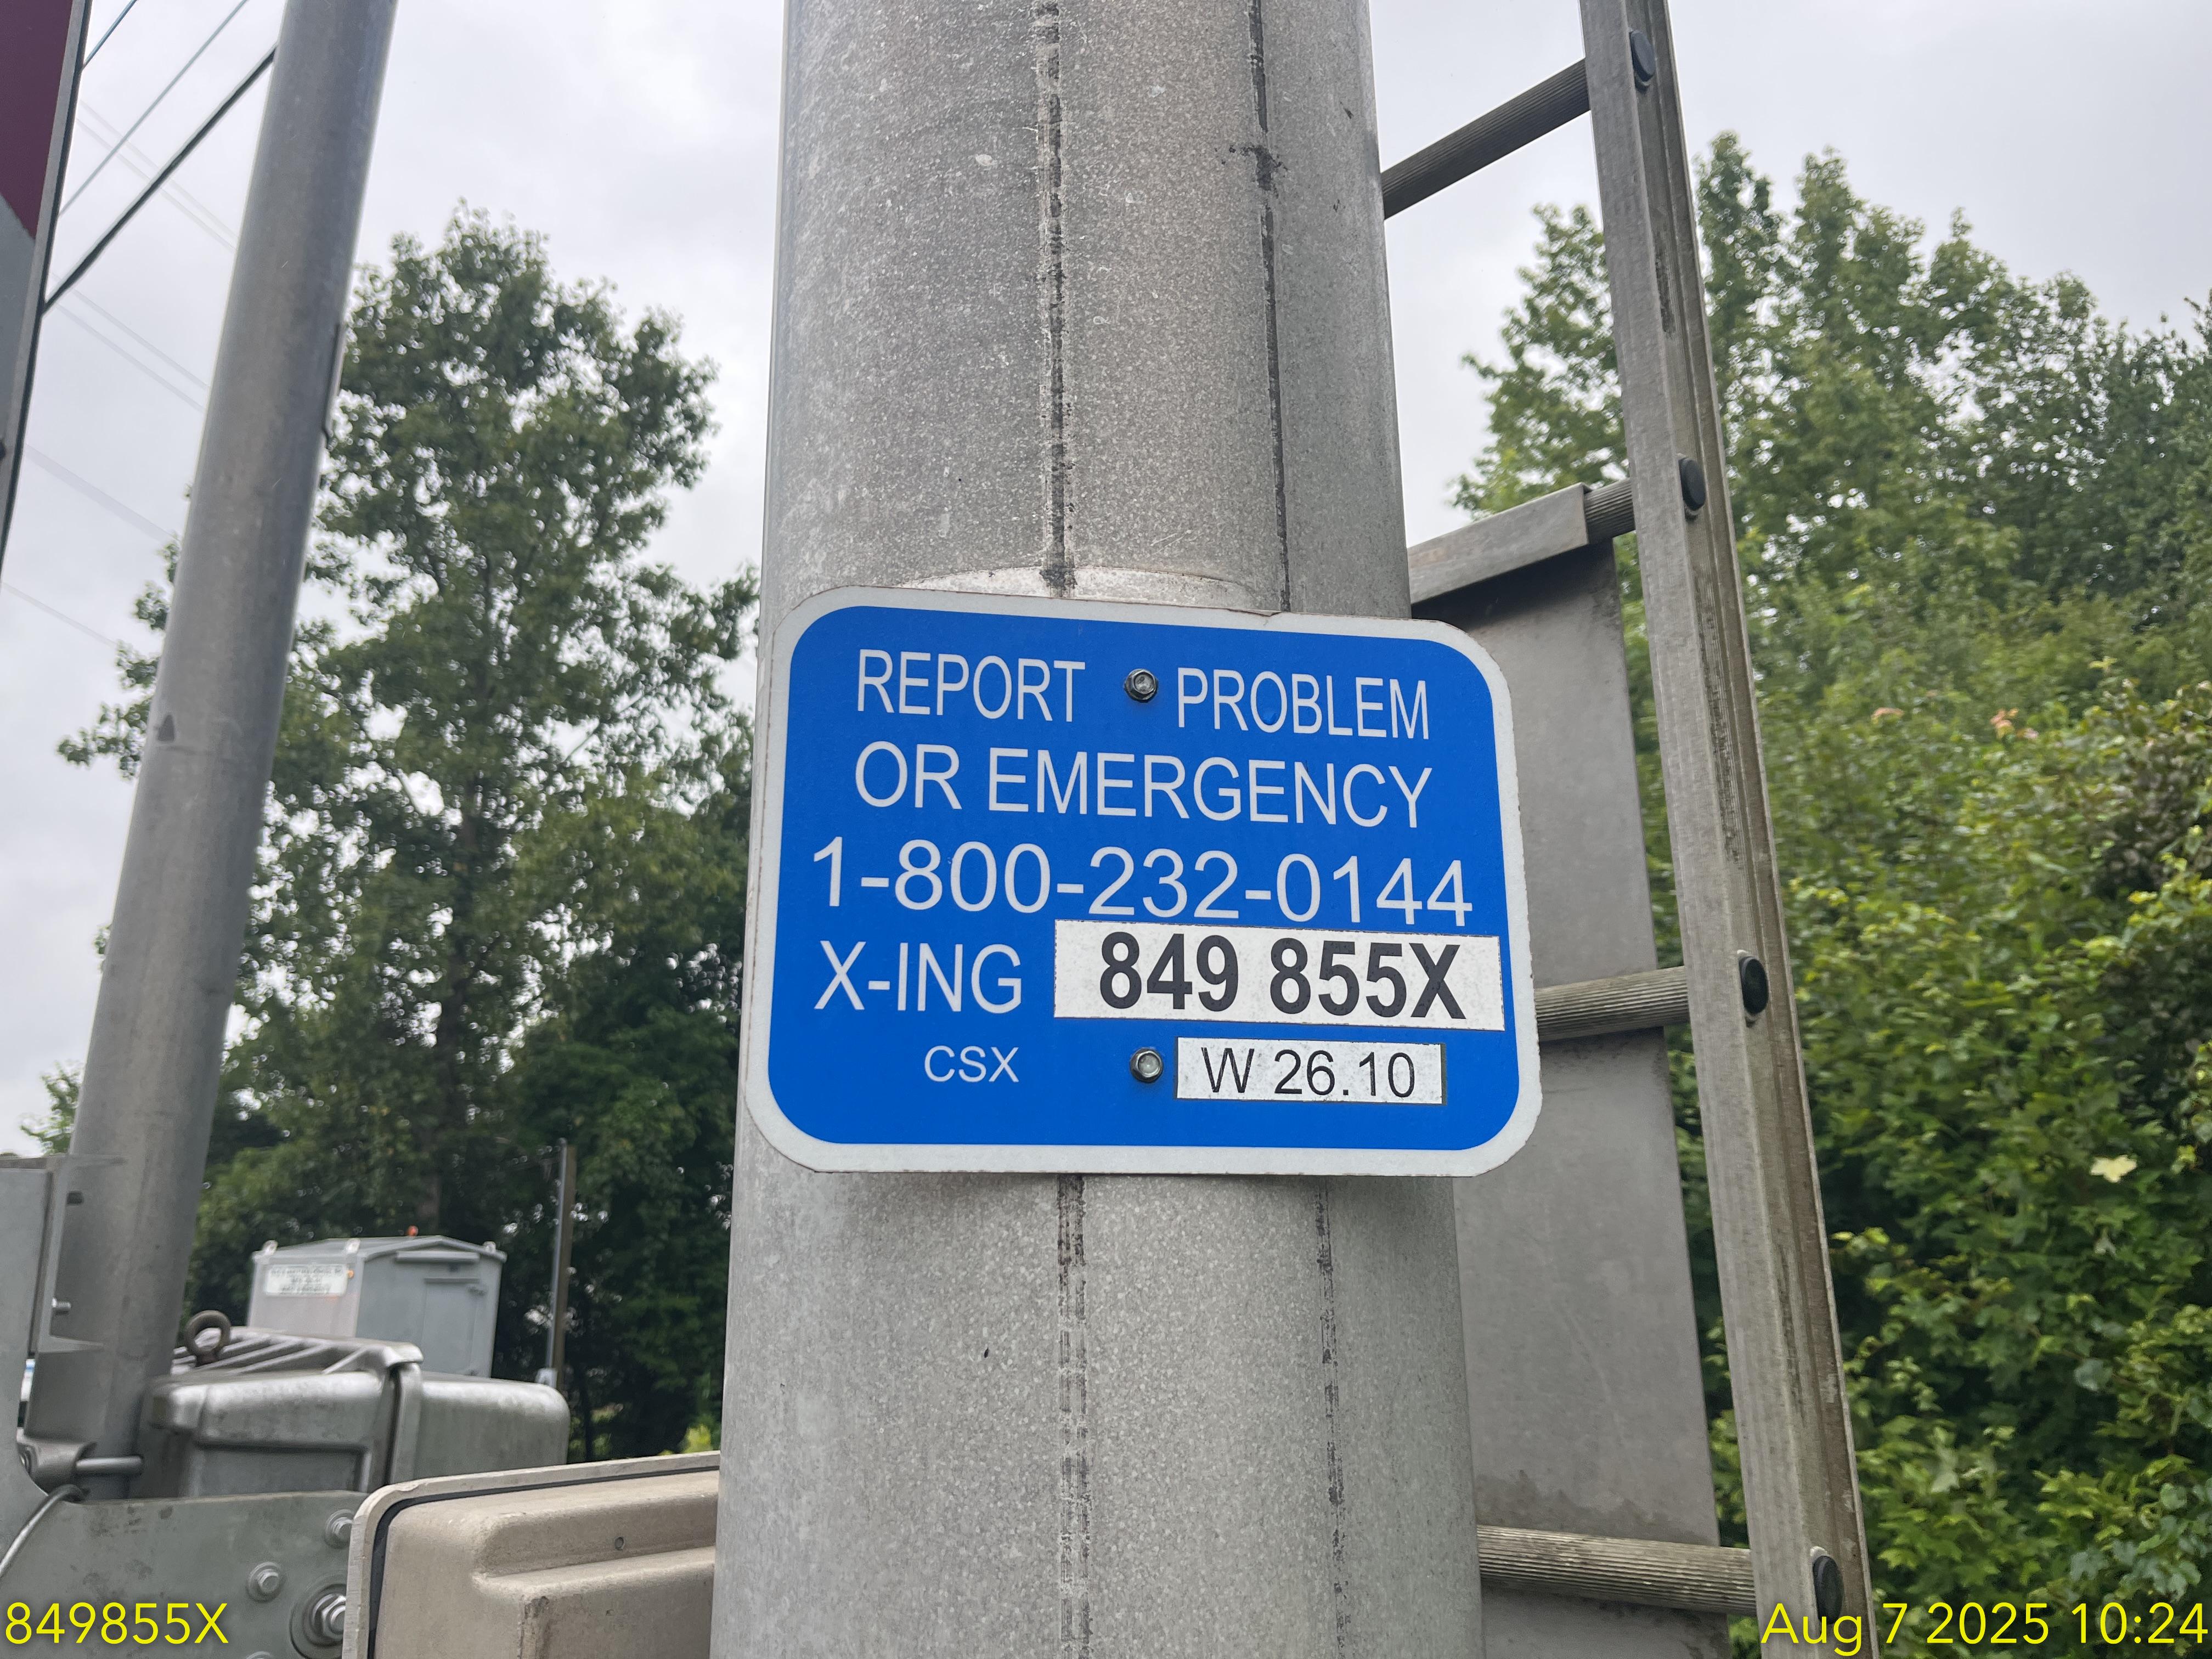 REPORT PROBLEM
OR EMERGENCY
1-800-232-0144
X-ING 849 855X
CSX W 26.10
849855X
Aug 7 2025 10:24